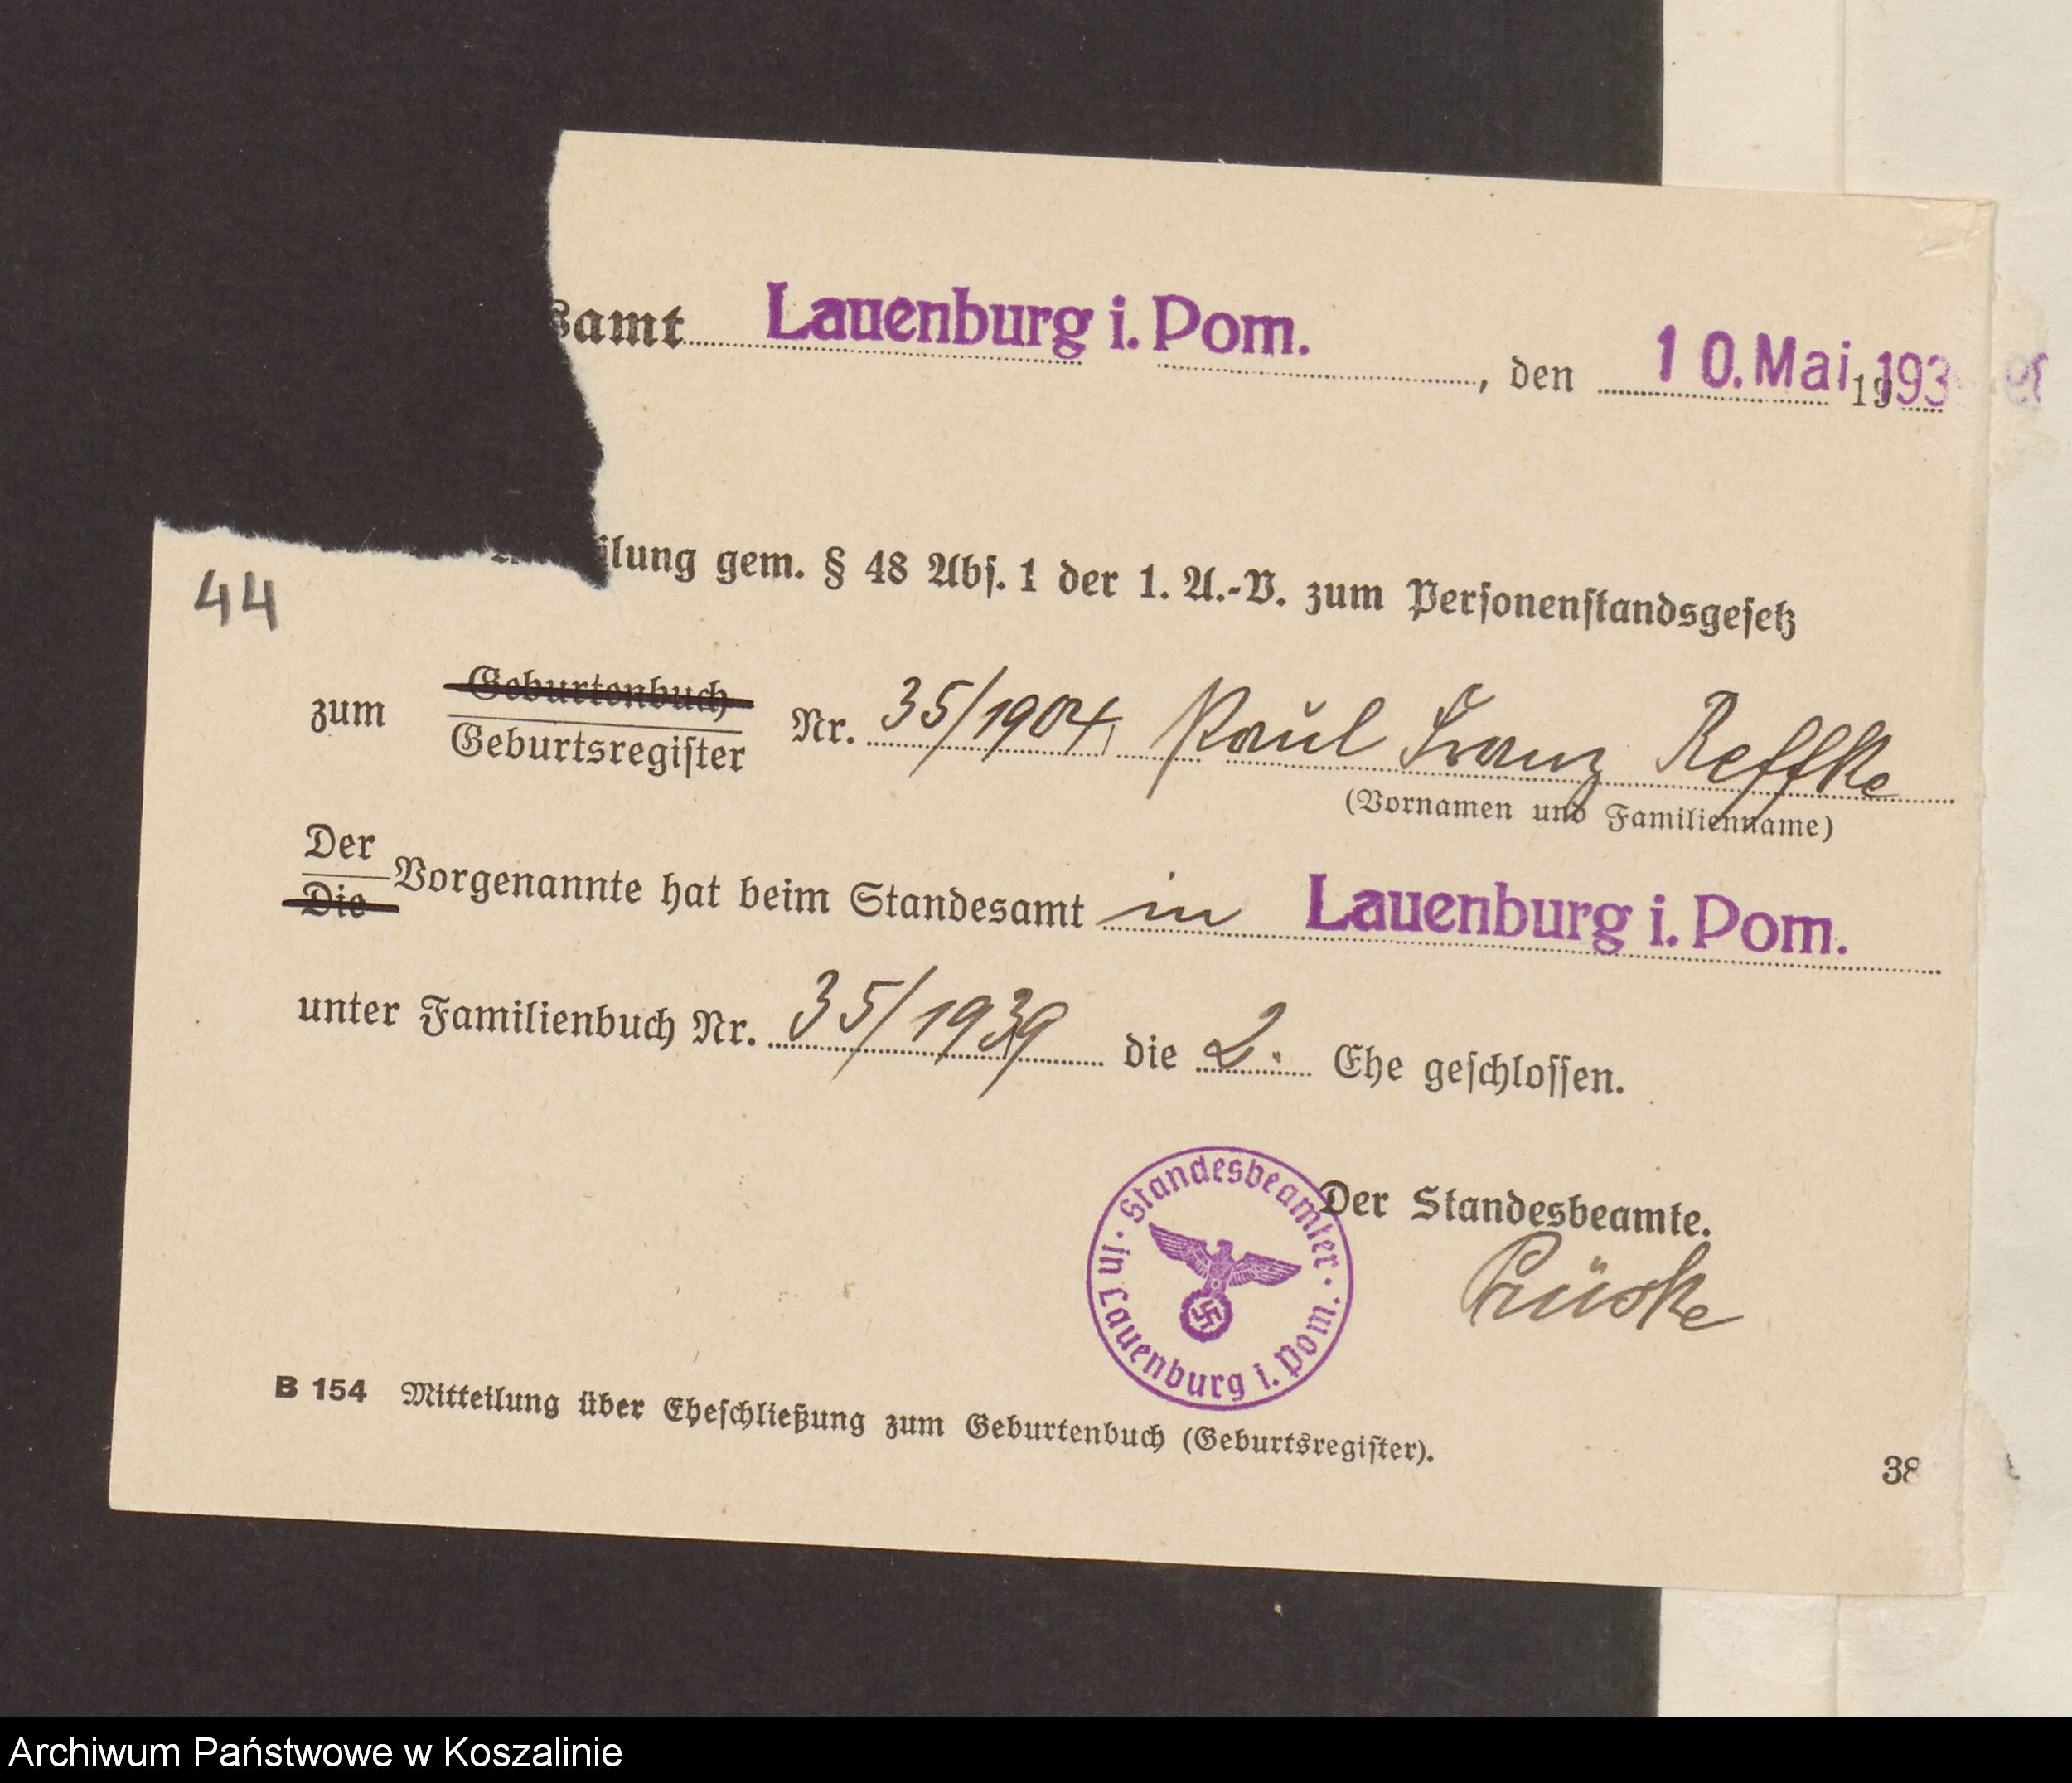 samt Lauenburg i. Pom., den 10. Mai 193
44
ilung gem. § 48 Abs. 1 der 1. A.-V. zum Personenstandsgesetz
Geburtenbuch
zum Geburtsregister Nr. 35/1904 Paul Franz Reffke
(Vornamen und Familienname)
Der
Die Vorgenannte hat beim Standesamt in Lauenburg i. Pom.
unter Familienbuch Nr. 35/1939 die 2. Ehe geschlossen.
Der Standesbeamte.
Standesbeamter · in Lauenburg i. Pom. ·
B 154 Mitteilung über Eheschließung zum Geburtenbuch (Geburtsregister).
38
Archiwum Państwowe w Koszalinie